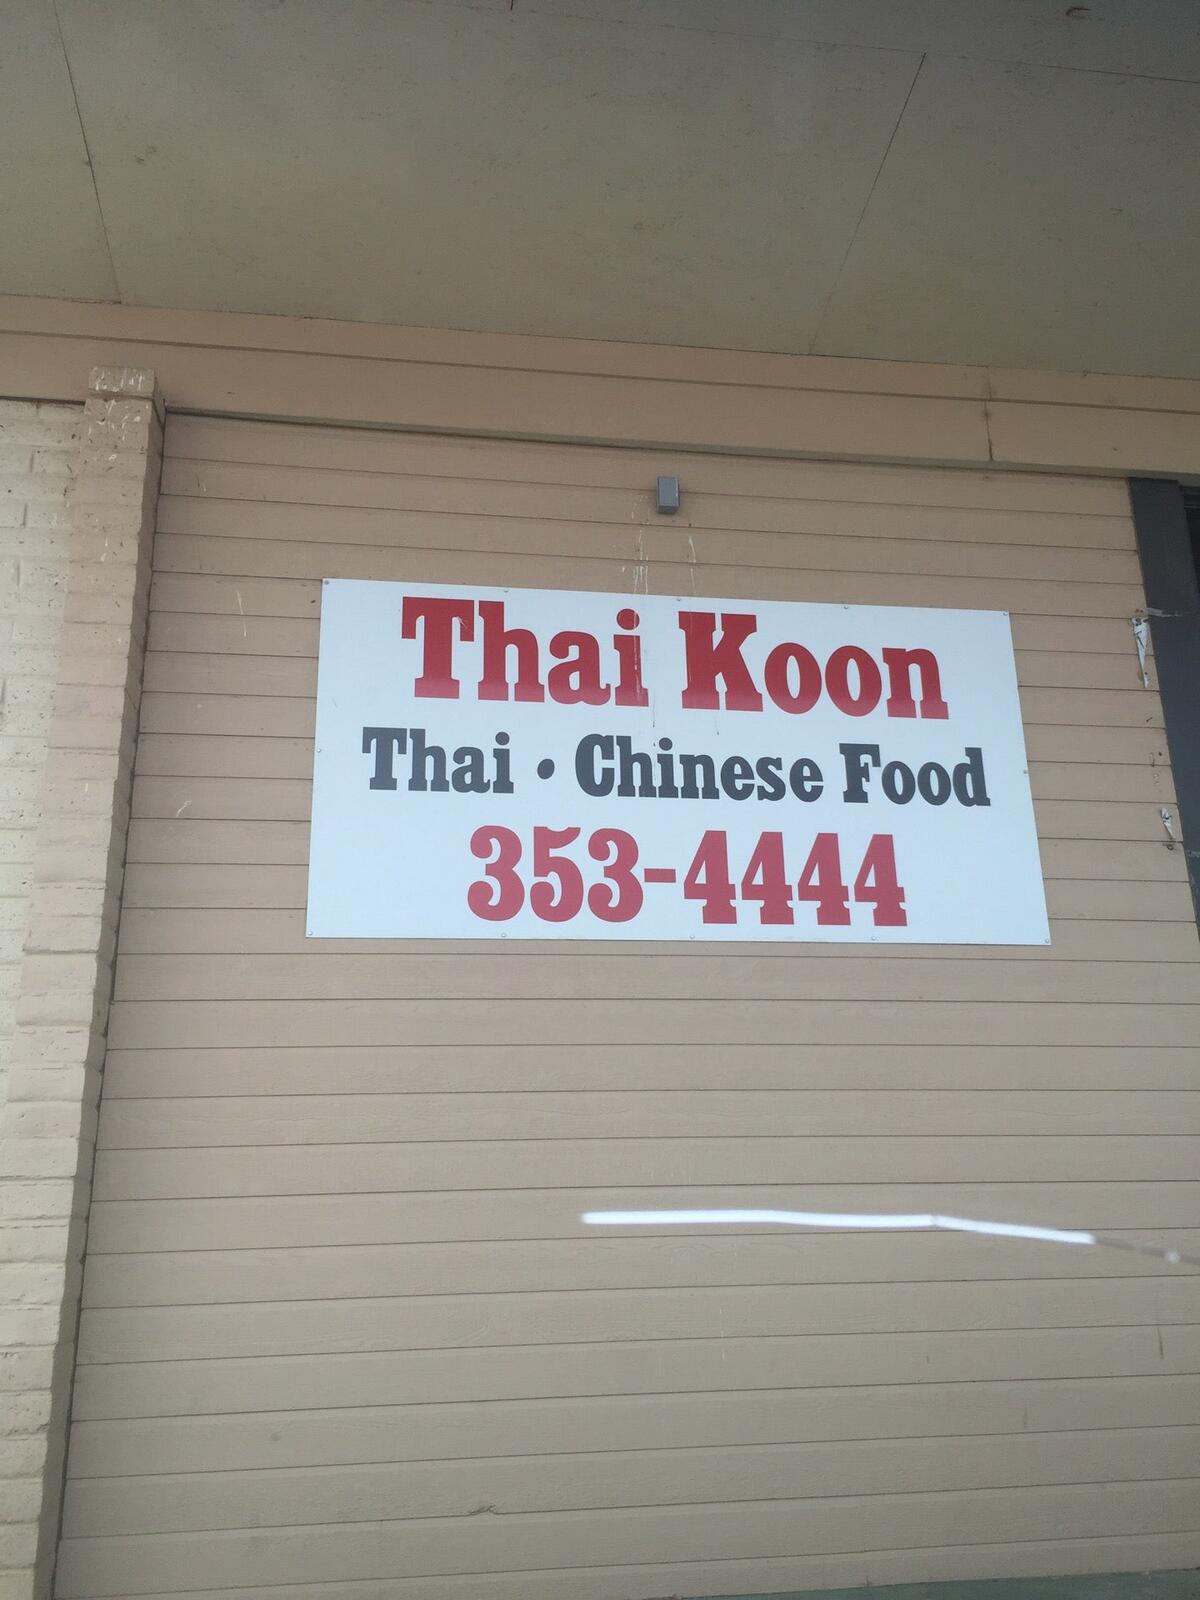 Thai Koon
Thai • Chinese Food
353-4444